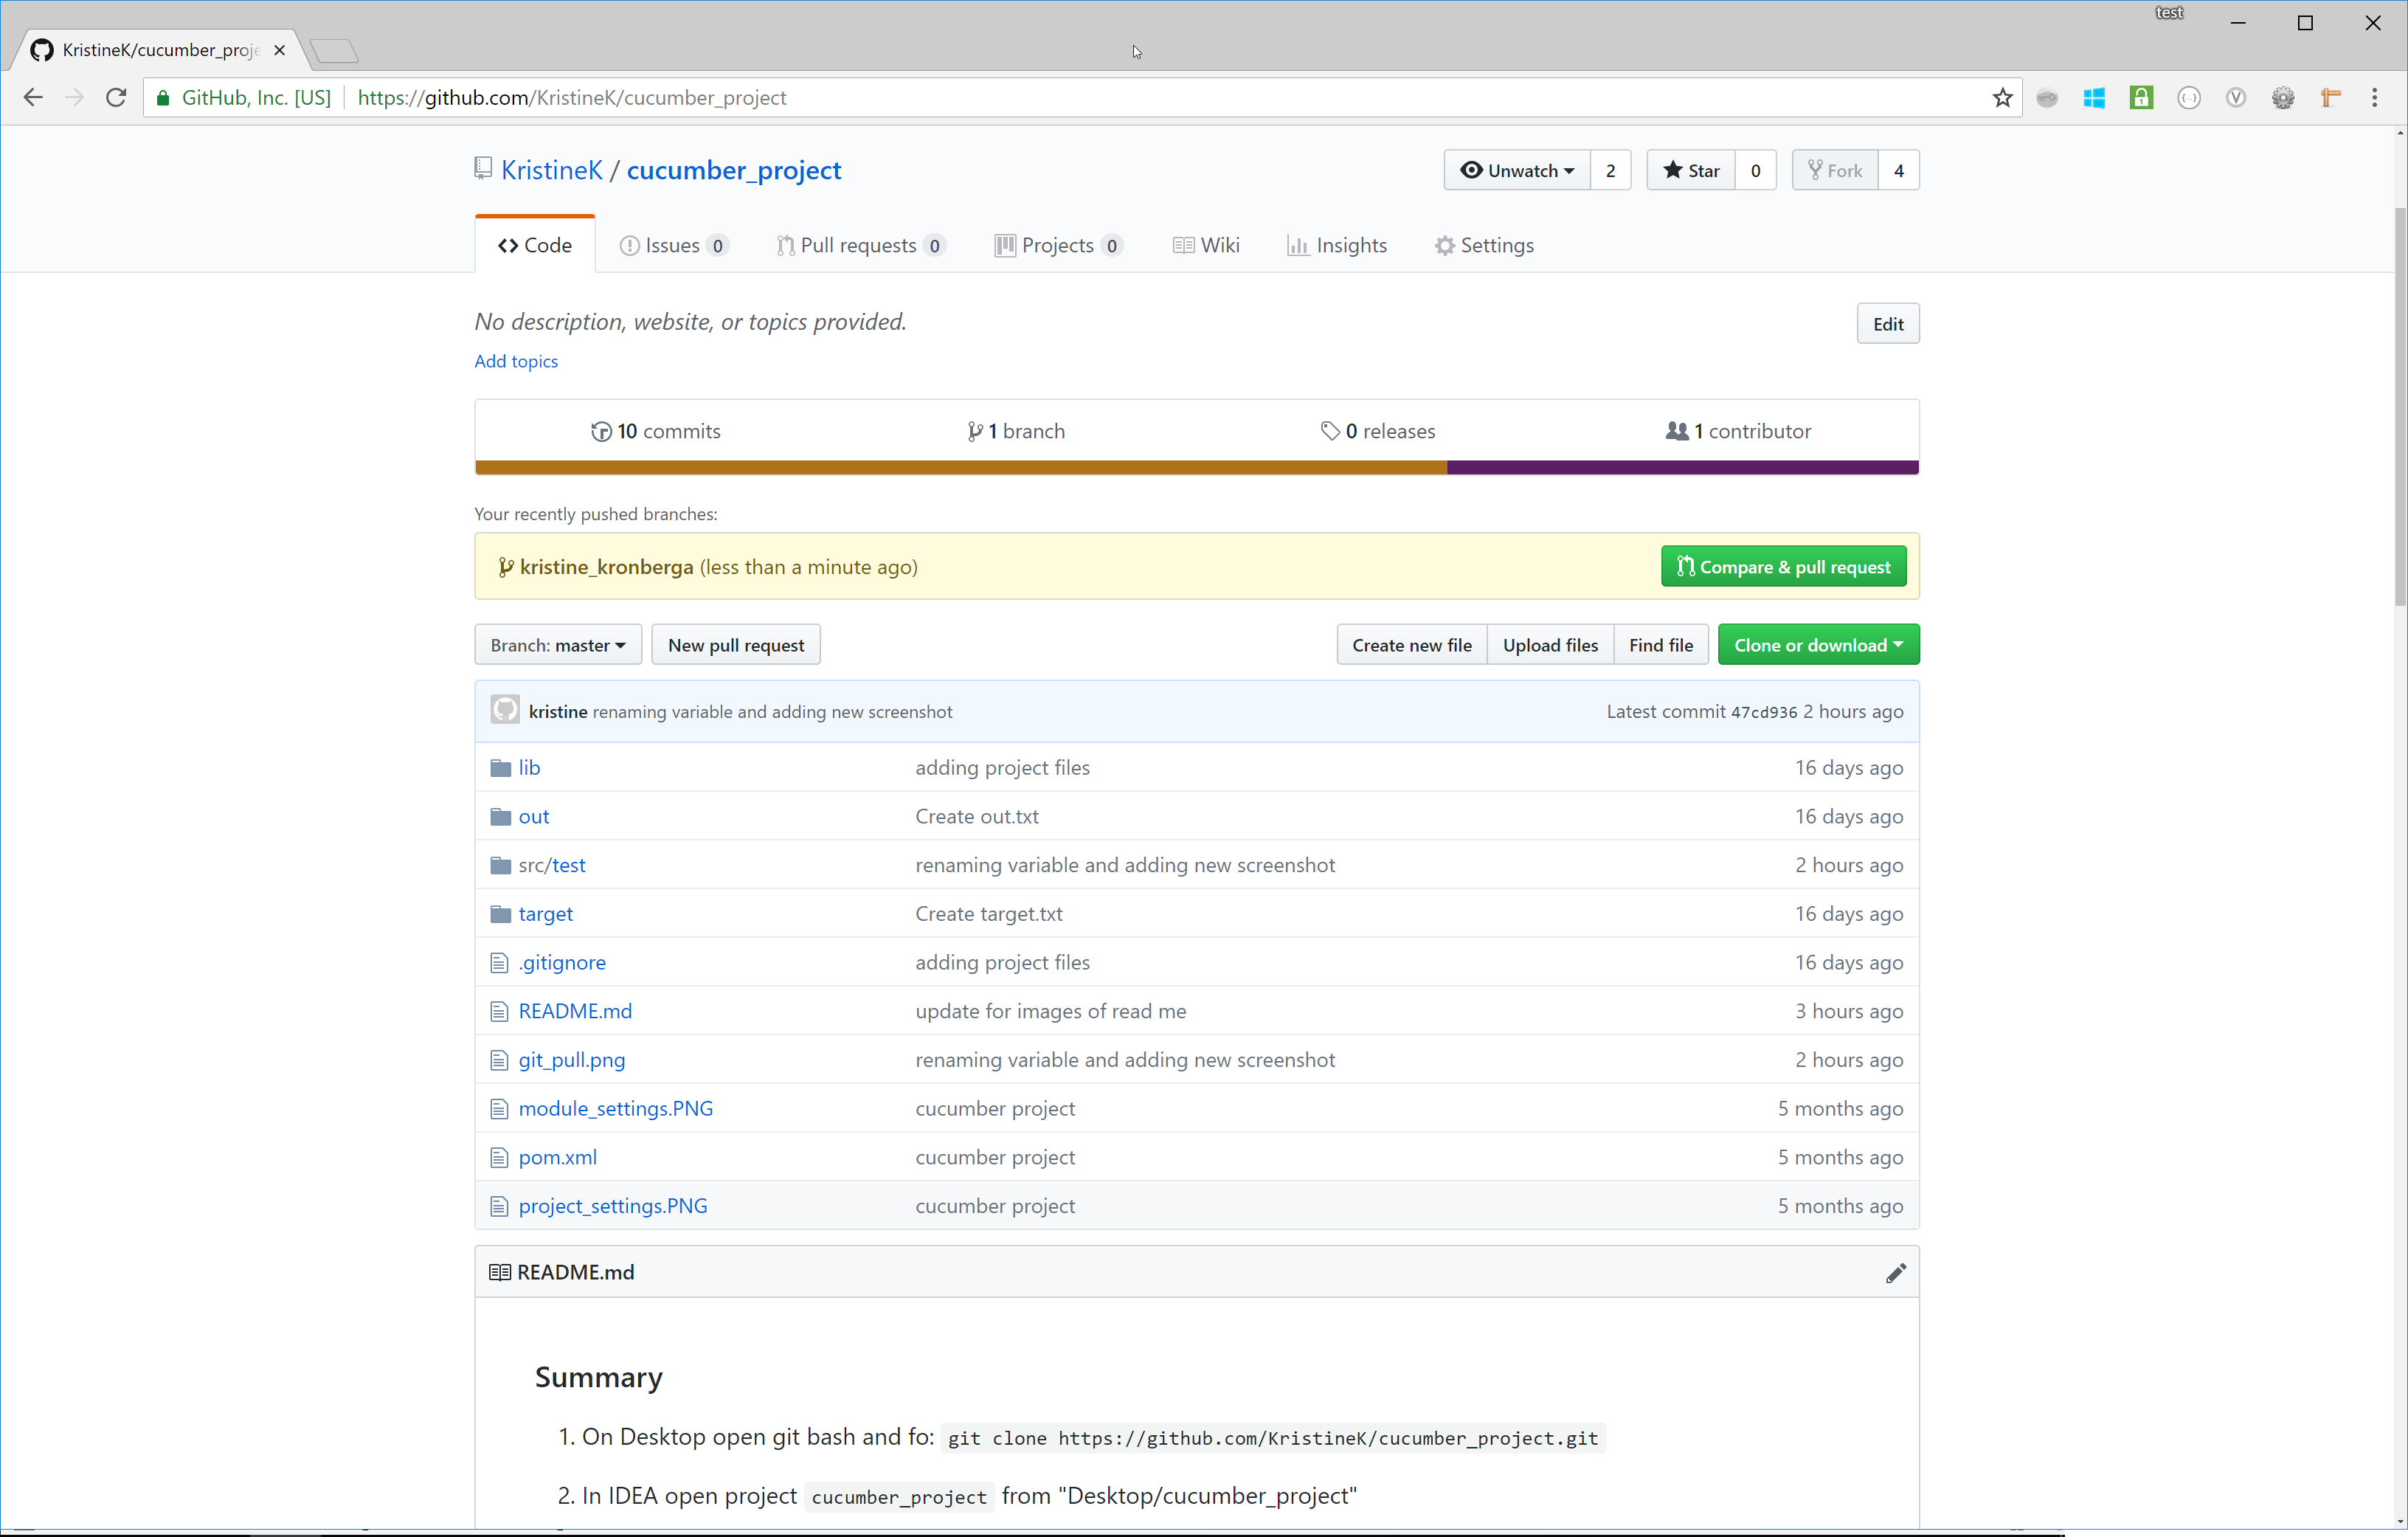 test
KristineK/cucumber_proje
GitHub, Inc. [US] https://github.com/KristineK/cucumber_project
KristineK / cucumber_project
Unwatch 2 Star 0 Fork 4
Code Issues 0 Pull requests 0 Projects 0 Wiki Insights Settings
No description, website, or topics provided. Edit
Add topics
10 commits 1 branch 0 releases 1 contributor
Your recently pushed branches:
kristine_kronberga (less than a minute ago) Compare & pull request
Branch: master New pull request Create new file Upload files Find file Clone or download
kristine renaming variable and adding new screenshot Latest commit 47cd936 2 hours ago
lib adding project files 16 days ago
out Create out.txt 16 days ago
src/test renaming variable and adding new screenshot 2 hours ago
target Create target.txt 16 days ago
.gitignore adding project files 16 days ago
README.md update for images of read me 3 hours ago
git_pull.png renaming variable and adding new screenshot 2 hours ago
module_settings.PNG cucumber project 5 months ago
pom.xml cucumber project 5 months ago
project_settings.PNG cucumber project 5 months ago
README.md
Summary
1. On Desktop open git bash and fo: git clone https://github.com/KristineK/cucumber_project.git
2. In IDEA open project cucumber_project from "Desktop/cucumber_project"